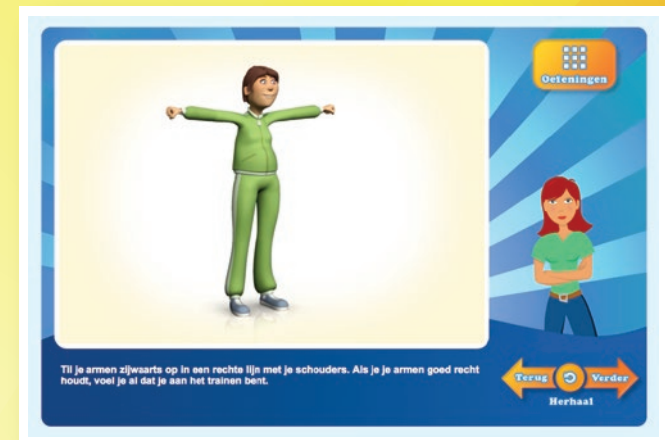 Oefeningen
Til je armen zijwaarts op in een rechte lijn met je schouders. Als je je armen goed recht
houdt, voel je al dat je aan het trainen bent.
Terug
Verder
Herhaal